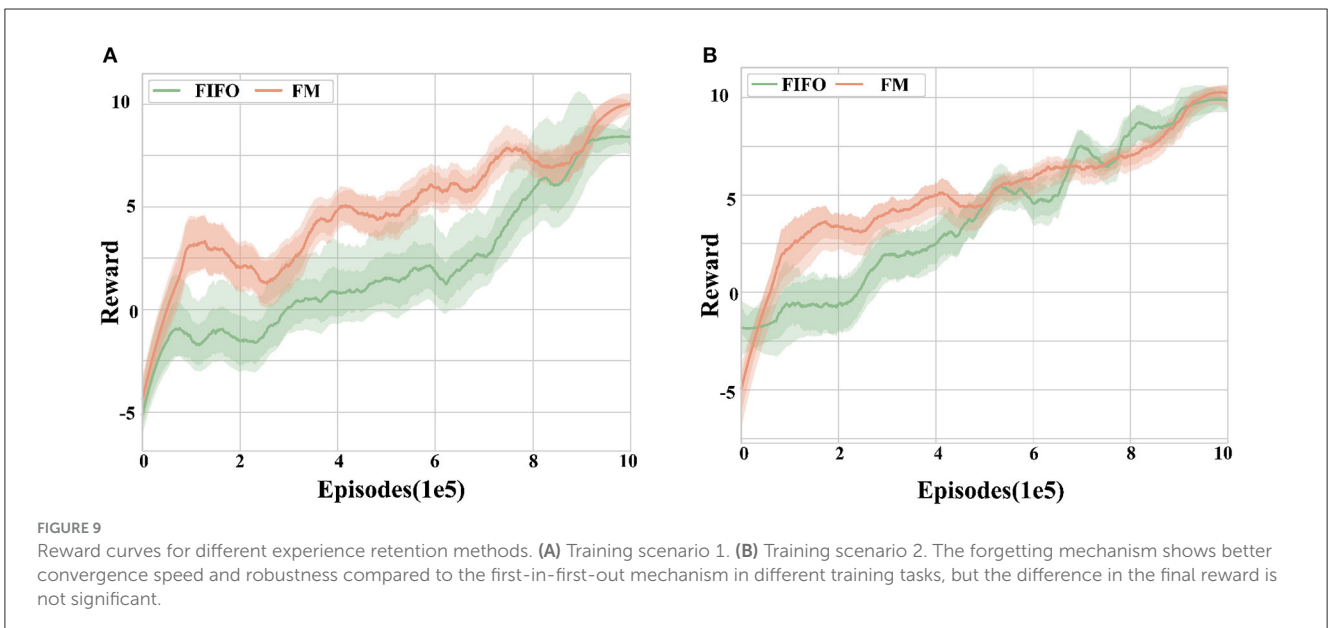 A
FIFO FM
10
5
0
-5
Reward
0 2 4 6 8 10
Episodes(1e5)
B
FIFO FM
10
5
0
-5
Reward
0 2 4 6 8 10
Episodes(1e5)
FIGURE 9
Reward curves for different experience retention methods. (A) Training scenario 1. (B) Training scenario 2. The forgetting mechanism shows better
convergence speed and robustness compared to the first-in-first-out mechanism in different training tasks, but the difference in the final reward is
not significant.